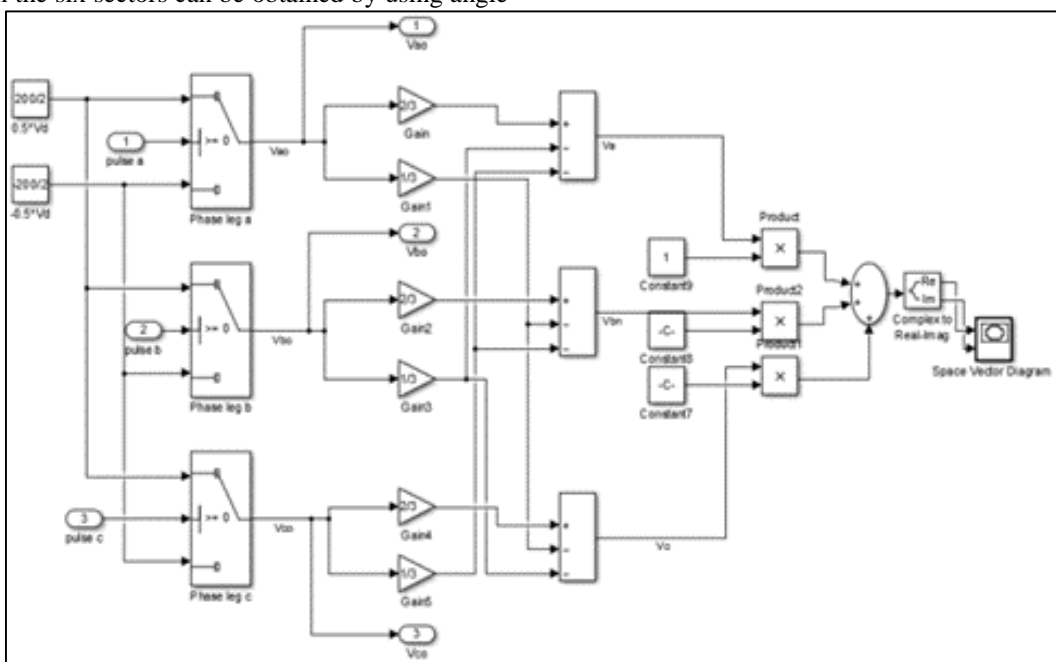 the six sectors can be obtained by using angle
1
Vao
200/2
0.5*Vd
1
pulse a
-200/2
-0.5*Vd
>= 0
Phase leg a
Vao
2/3
Gain
1/3
Gain1
+
-
-
Va
2
Vbo
2
pulse b
>= 0
Phase leg b
Vbo
2/3
Gain2
1/3
Gain3
+
-
-
Vbn
1
Constant9
-C-
Constant8
-C-
Constant7
Product
×
Product2
×
Product1
×
+
+
+
Re
Im
Complex to
Real-Imag
Space Vector Diagram
3
pulse c
>= 0
Phase leg c
Vco
2/3
Gain4
1/3
Gain5
+
-
-
Vc
3
Vco